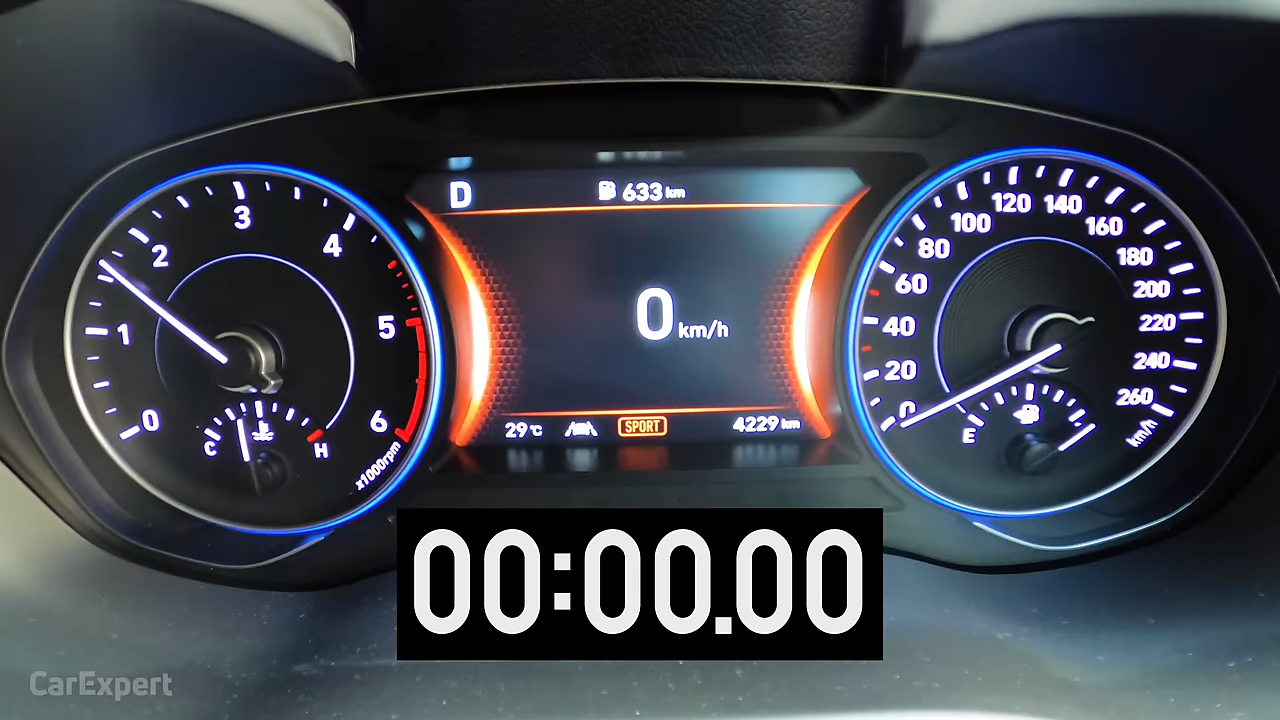 D 633 km
0 km/h
29°C SPORT 4229 km
0 1 2 3 4 5 6
x1000rpm
C H
0 20 40 60 80 100 120 140 160 180 200 220 240 260
km/h
E
00:00.00
CarExpert